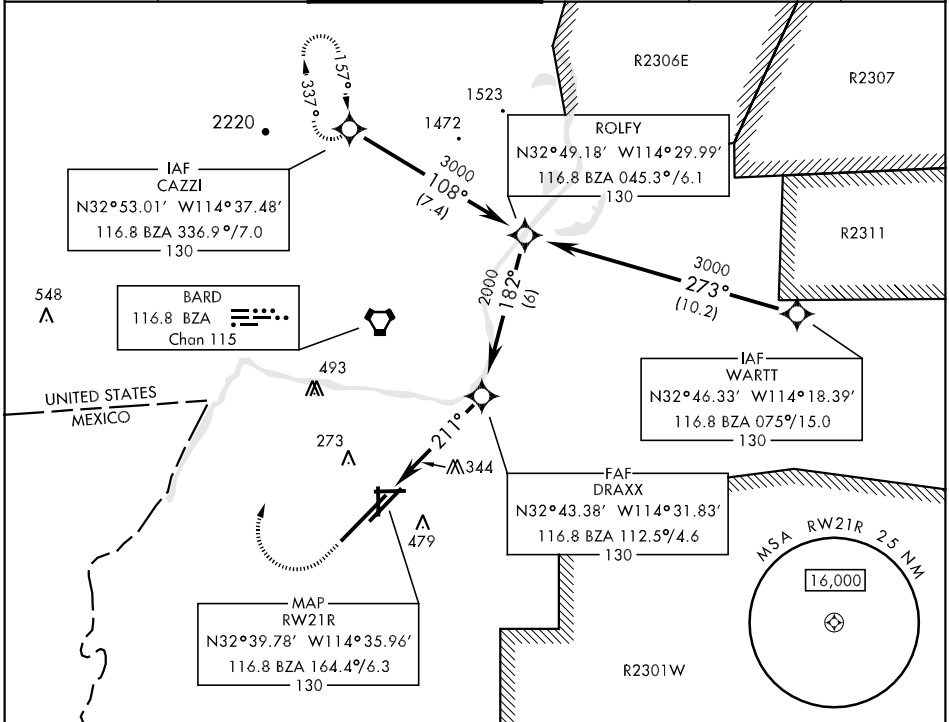 R2306E
R2307
157°
337°
1523
1472
2220
ROLFY
N32°49.18' W114°29.99'
116.8 BZA 045.3°/6.1
130
IAF
CAZZI
N32°53.01' W114°37.48'
116.8 BZA 336.9°/7.0
130
3000
108°
(7.4)
R2311
3000
273°
(10.2)
2000
182°
(6)
548
BARD
116.8 BZA
Chan 115
IAF
WARTT
N32°46.33' W114°18.39'
116.8 BZA 075°/15.0
130
493
UNITED STATES
MEXICO
273
211°
344
FAF
DRAXX
N32°43.38' W114°31.83'
116.8 BZA 112.5°/4.6
130
479
MSA RW21R 25 NM
16,000
MAP
RW21R
N32°39.78' W114°35.96'
116.8 BZA 164.4°/6.3
130
R2301W